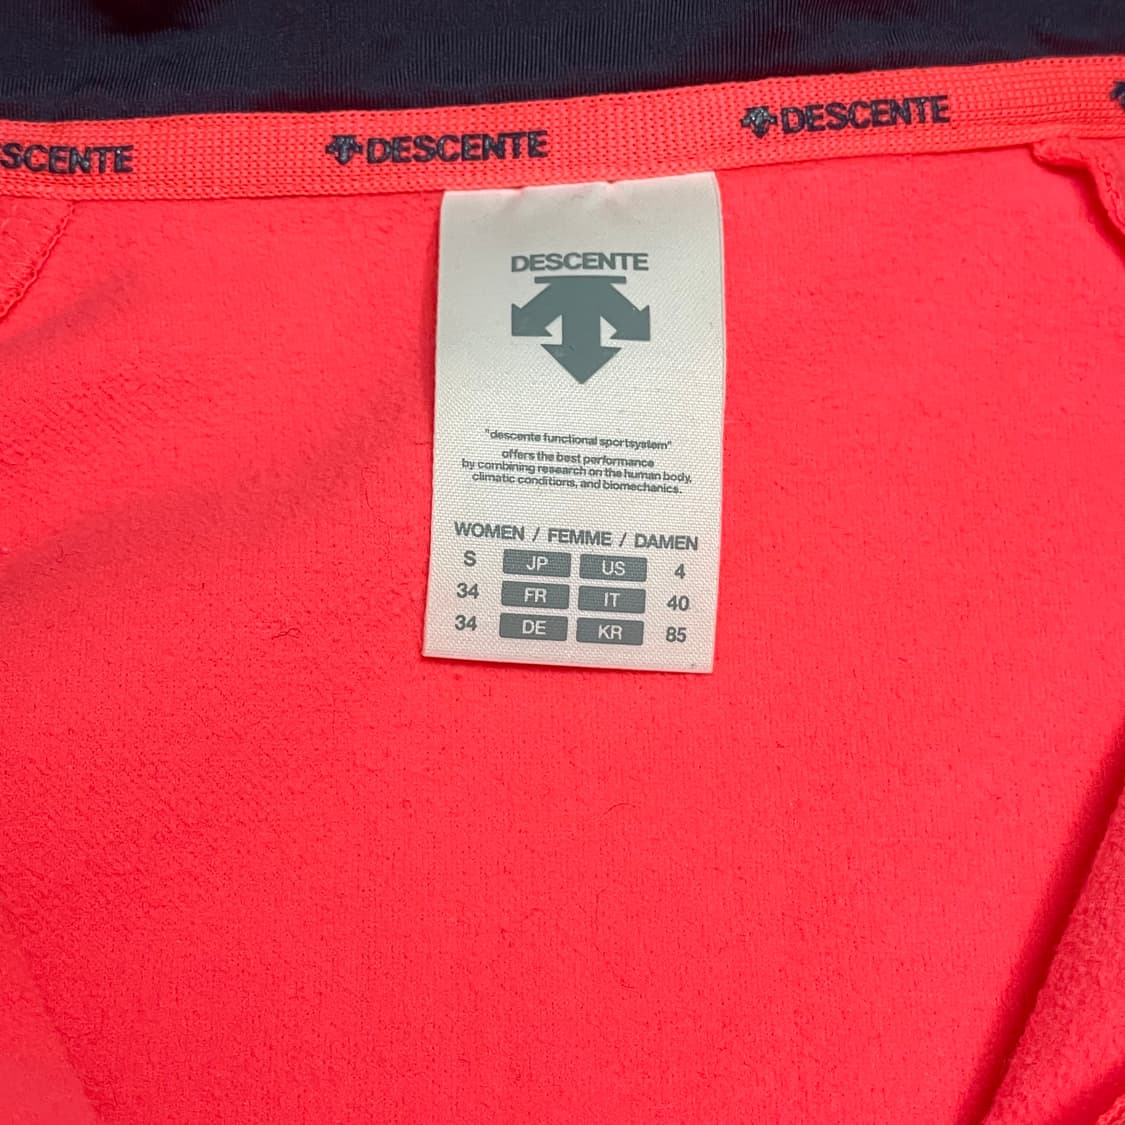 SCENTE DESCENTE DESCENTE
DESCENTE
"descente functional sportsystem"
offers the best performance
by combining research on the human body,
climatic conditions, and biomechanics.
WOMEN / FEMME / DAMEN
S JP US 4
34 FR IT 40
34 DE KR 85